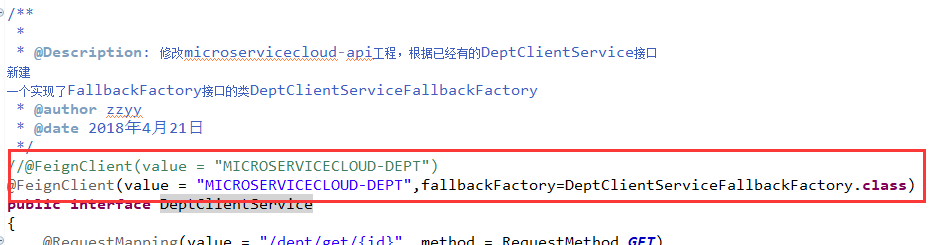 /**
*
* @Description: 修改microservicecloud-api工程，根据已经有的DeptClientService接口
新建
一个实现了FallbackFactory接口的类DeptClientServiceFallbackFactory
* @author zzyy
* @date 2018年4月21日
*/
//@FeignClient(value = "MICROSERVICECLOUD-DEPT")
@FeignClient(value = "MICROSERVICECLOUD-DEPT",fallbackFactory=DeptClientServiceFallbackFactory.class)
public interface DeptClientService
{
@RequestMapping(value = "/dept/get/{id}", method = RequestMethod.GET)